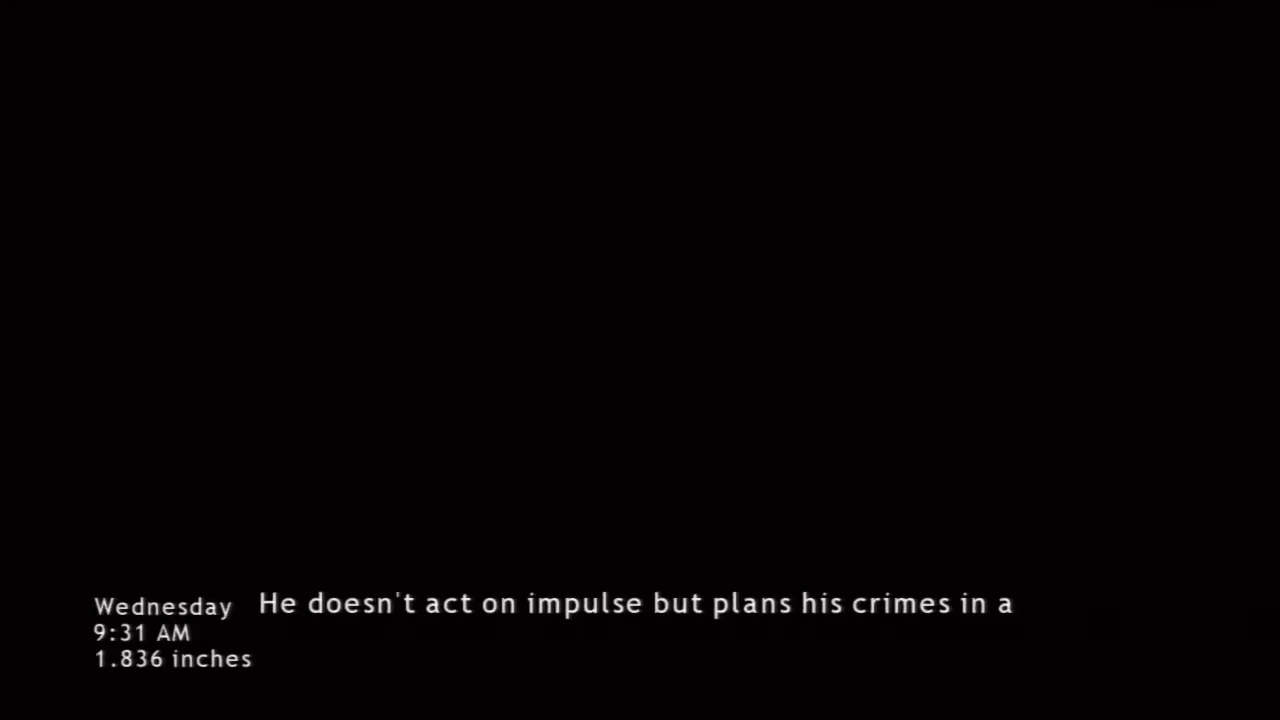 Wednesday
He doesn't act on impulse but plans his crimes in a
9:31 AM
1.836 inches